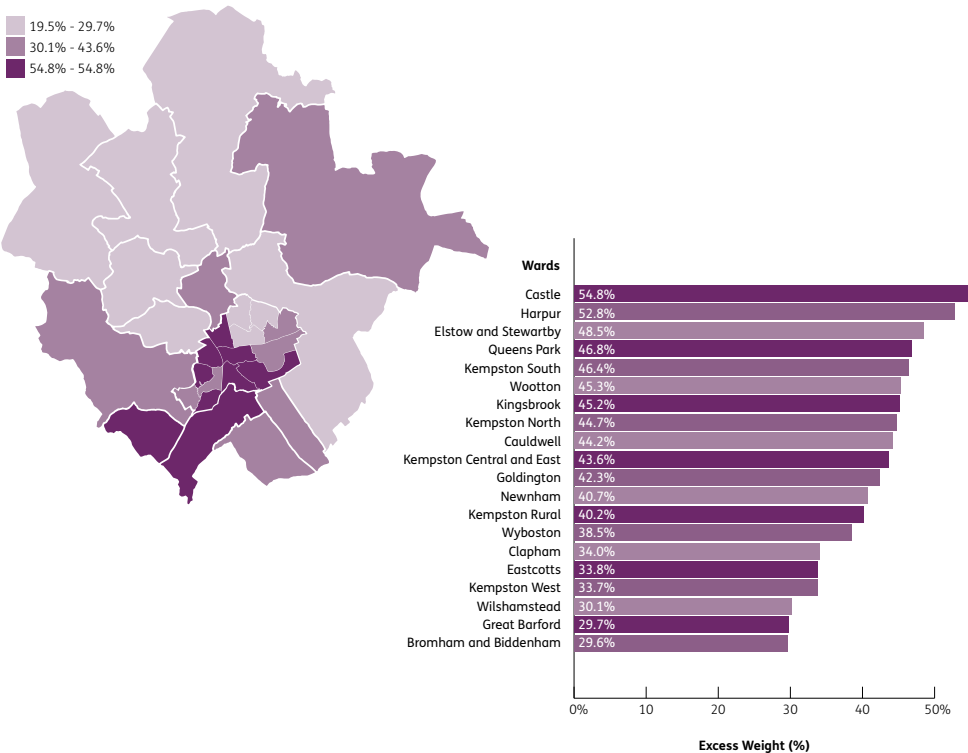 19.5% - 29.7%
30.1% - 43.6%
54.8% - 54.8%
Wards
Castle 54.8%
Harpur 52.8%
Elstow and Stewartby 48.5%
Queens Park 46.8%
Kempston South 46.4%
Wootton 45.3%
Kingsbrook 45.2%
Kempston North 44.7%
Cauldwell 44.2%
Kempston Central and East 43.6%
Goldington 42.3%
Newnham 40.7%
Kempston Rural 40.2%
Wyboston 38.5%
Clapham 34.0%
Eastcotts 33.8%
Kempston West 33.7%
Wilshamstead 30.1%
Great Barford 29.7%
Bromham and Biddenham 29.6%
0% 10 20 30 40 50%
Excess Weight (%)